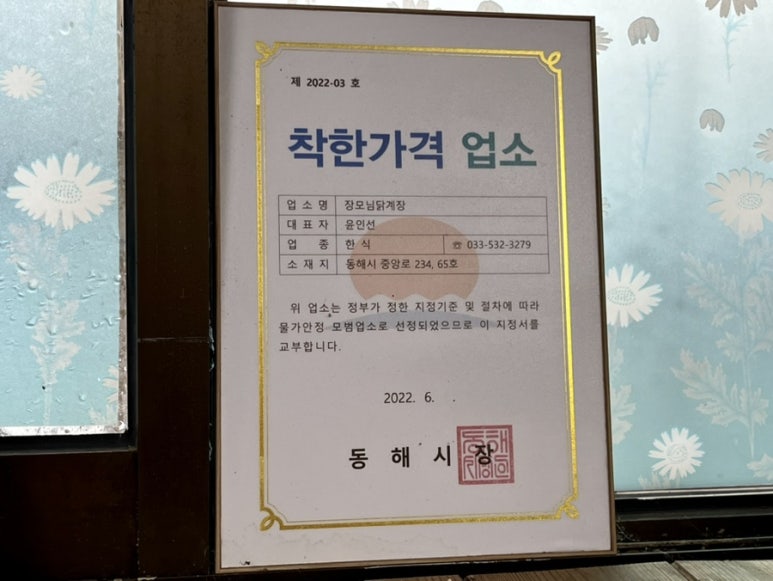 제 2022-03 호
착한가격 업소
업 소 명 장모님닭계장
대 표 자 윤인선
업 종 한 식 ☏ 033-532-3279
소 재 지 동해시 중앙로 234, 65호
위 업소는 정부가 정한 지정기준 및 절차에 따라
물가안정 모범업소로 선정되었으므로 이 지정서를
교부합니다.
2022. 6. .
동 해 시 장